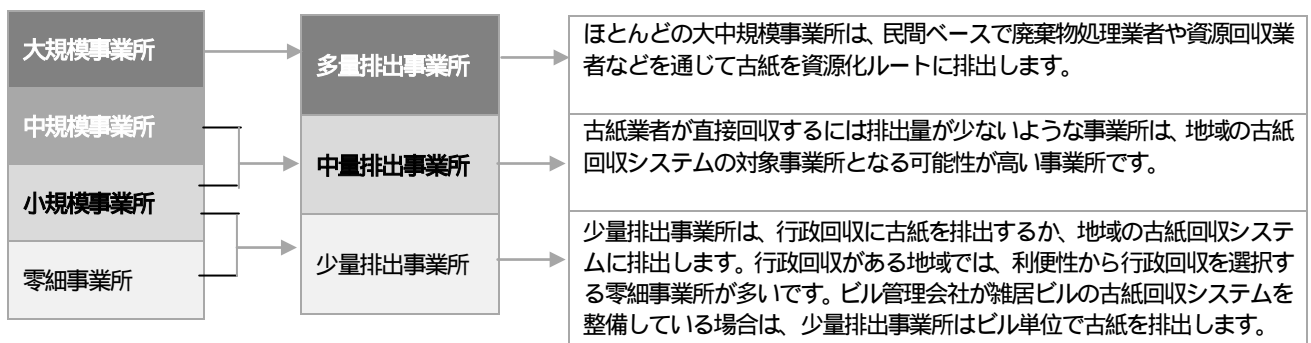 大規模事業所
中規模事業所
小規模事業所
零細事業所
多量排出事業所
中量排出事業所
少量排出事業所
ほとんどの大中規模事業所は、民間ベースで廃棄物処理業者や資源回収業
者などを通じて古紙を資源化ルートに排出します。
古紙業者が直接回収するには排出量が少ないような事業所は、地域の古紙
回収システムの対象事業所となる可能性が高い事業所です。
少量排出事業所は、行政回収に古紙を排出するか、地域の古紙回収システ
ムに排出します。行政回収がある地域では、利便性から行政回収を選択す
る零細事業所が多いです。ビル管理会社が雑居ビルの古紙回収システムを
整備している場合は、少量排出事業所はビル単位で古紙を排出します。